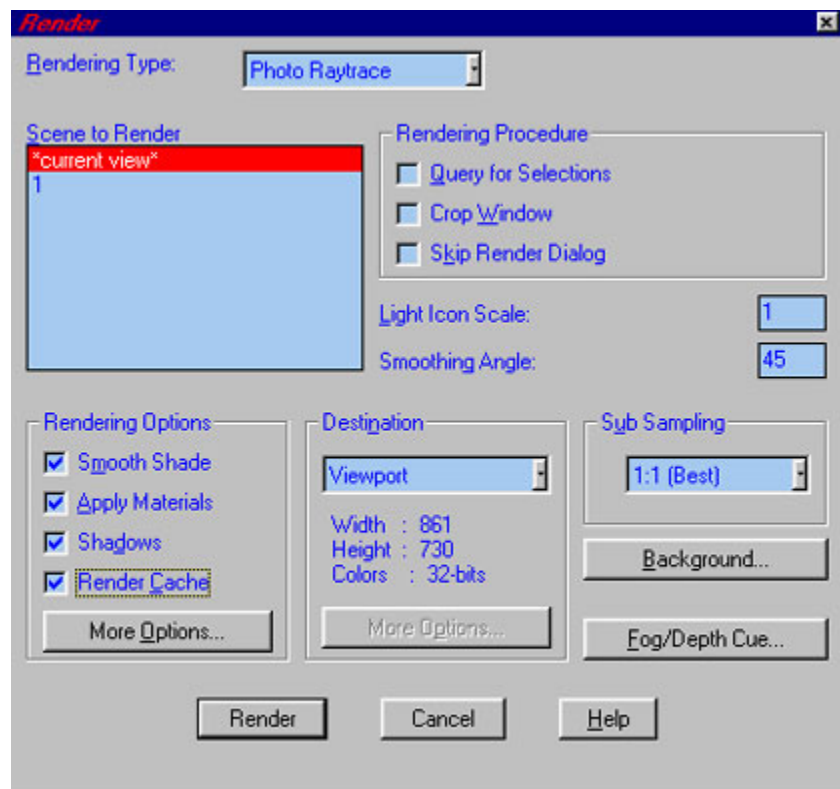 Render
Rendering Type:
Photo Raytrace
Scene to Render
*current view*
1
Rendering Procedure
Query for Selections
Crop Window
Skip Render Dialog
Light Icon Scale:
1
Smoothing Angle:
45
Rendering Options
Smooth Shade
Apply Materials
Shadows
Render Cache
More Options...
Destination
Viewport
Width : 861
Height : 730
Colors : 32-bits
More Options...
Sub Sampling
1:1 (Best)
Background...
Fog/Depth Cue...
Render
Cancel
Help